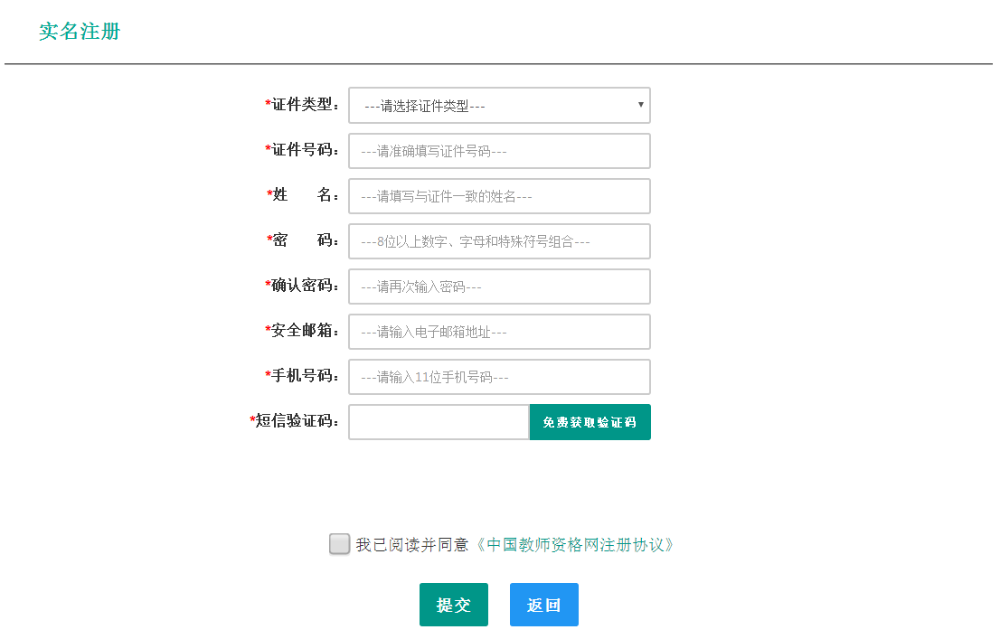 实名注册
*证件类型： ---请选择证件类型---
*证件号码： ---请准确填写证件号码---
*姓　　名： ---请填写与证件一致的姓名---
*密　　码： ---8位以上数字、字母和特殊符号组合---
*确认密码： ---请再次输入密码---
*安全邮箱： ---请输入电子邮箱地址---
*手机号码： ---请输入11位手机号码---
*短信验证码： 免费获取验证码
我已阅读并同意《中国教师资格网注册协议》
提交 返回